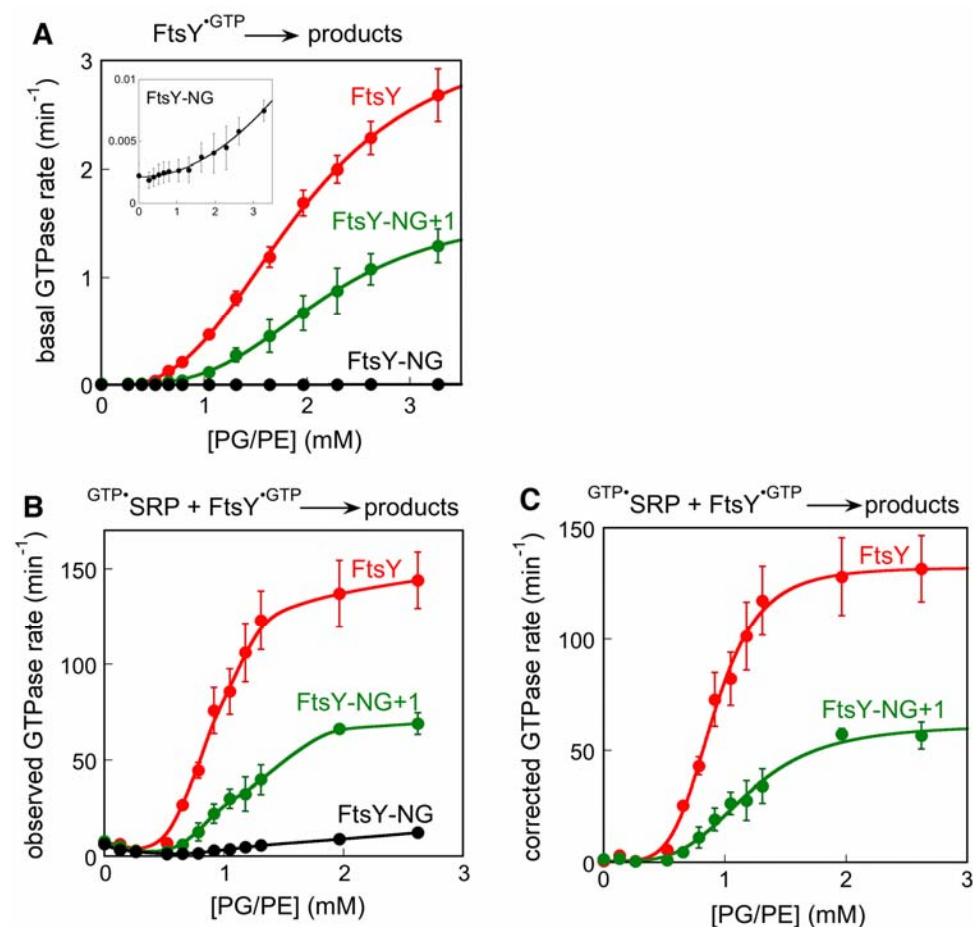 A
FtsY•GTP → products
basal GTPase rate (min-1)
3
2
1
0
0 1 2 3
[PG/PE] (mM)
FtsY
FtsY-NG+1
FtsY-NG
FtsY-NG
0.01
0.005
0
0 1 2 3
B
GTP•SRP + FtsY•GTP → products
observed GTPase rate (min-1)
150
100
50
0
0 1 2 3
[PG/PE] (mM)
FtsY
FtsY-NG+1
FtsY-NG
C
GTP•SRP + FtsY•GTP → products
corrected GTPase rate (min-1)
150
100
50
0
0 1 2 3
[PG/PE] (mM)
FtsY
FtsY-NG+1